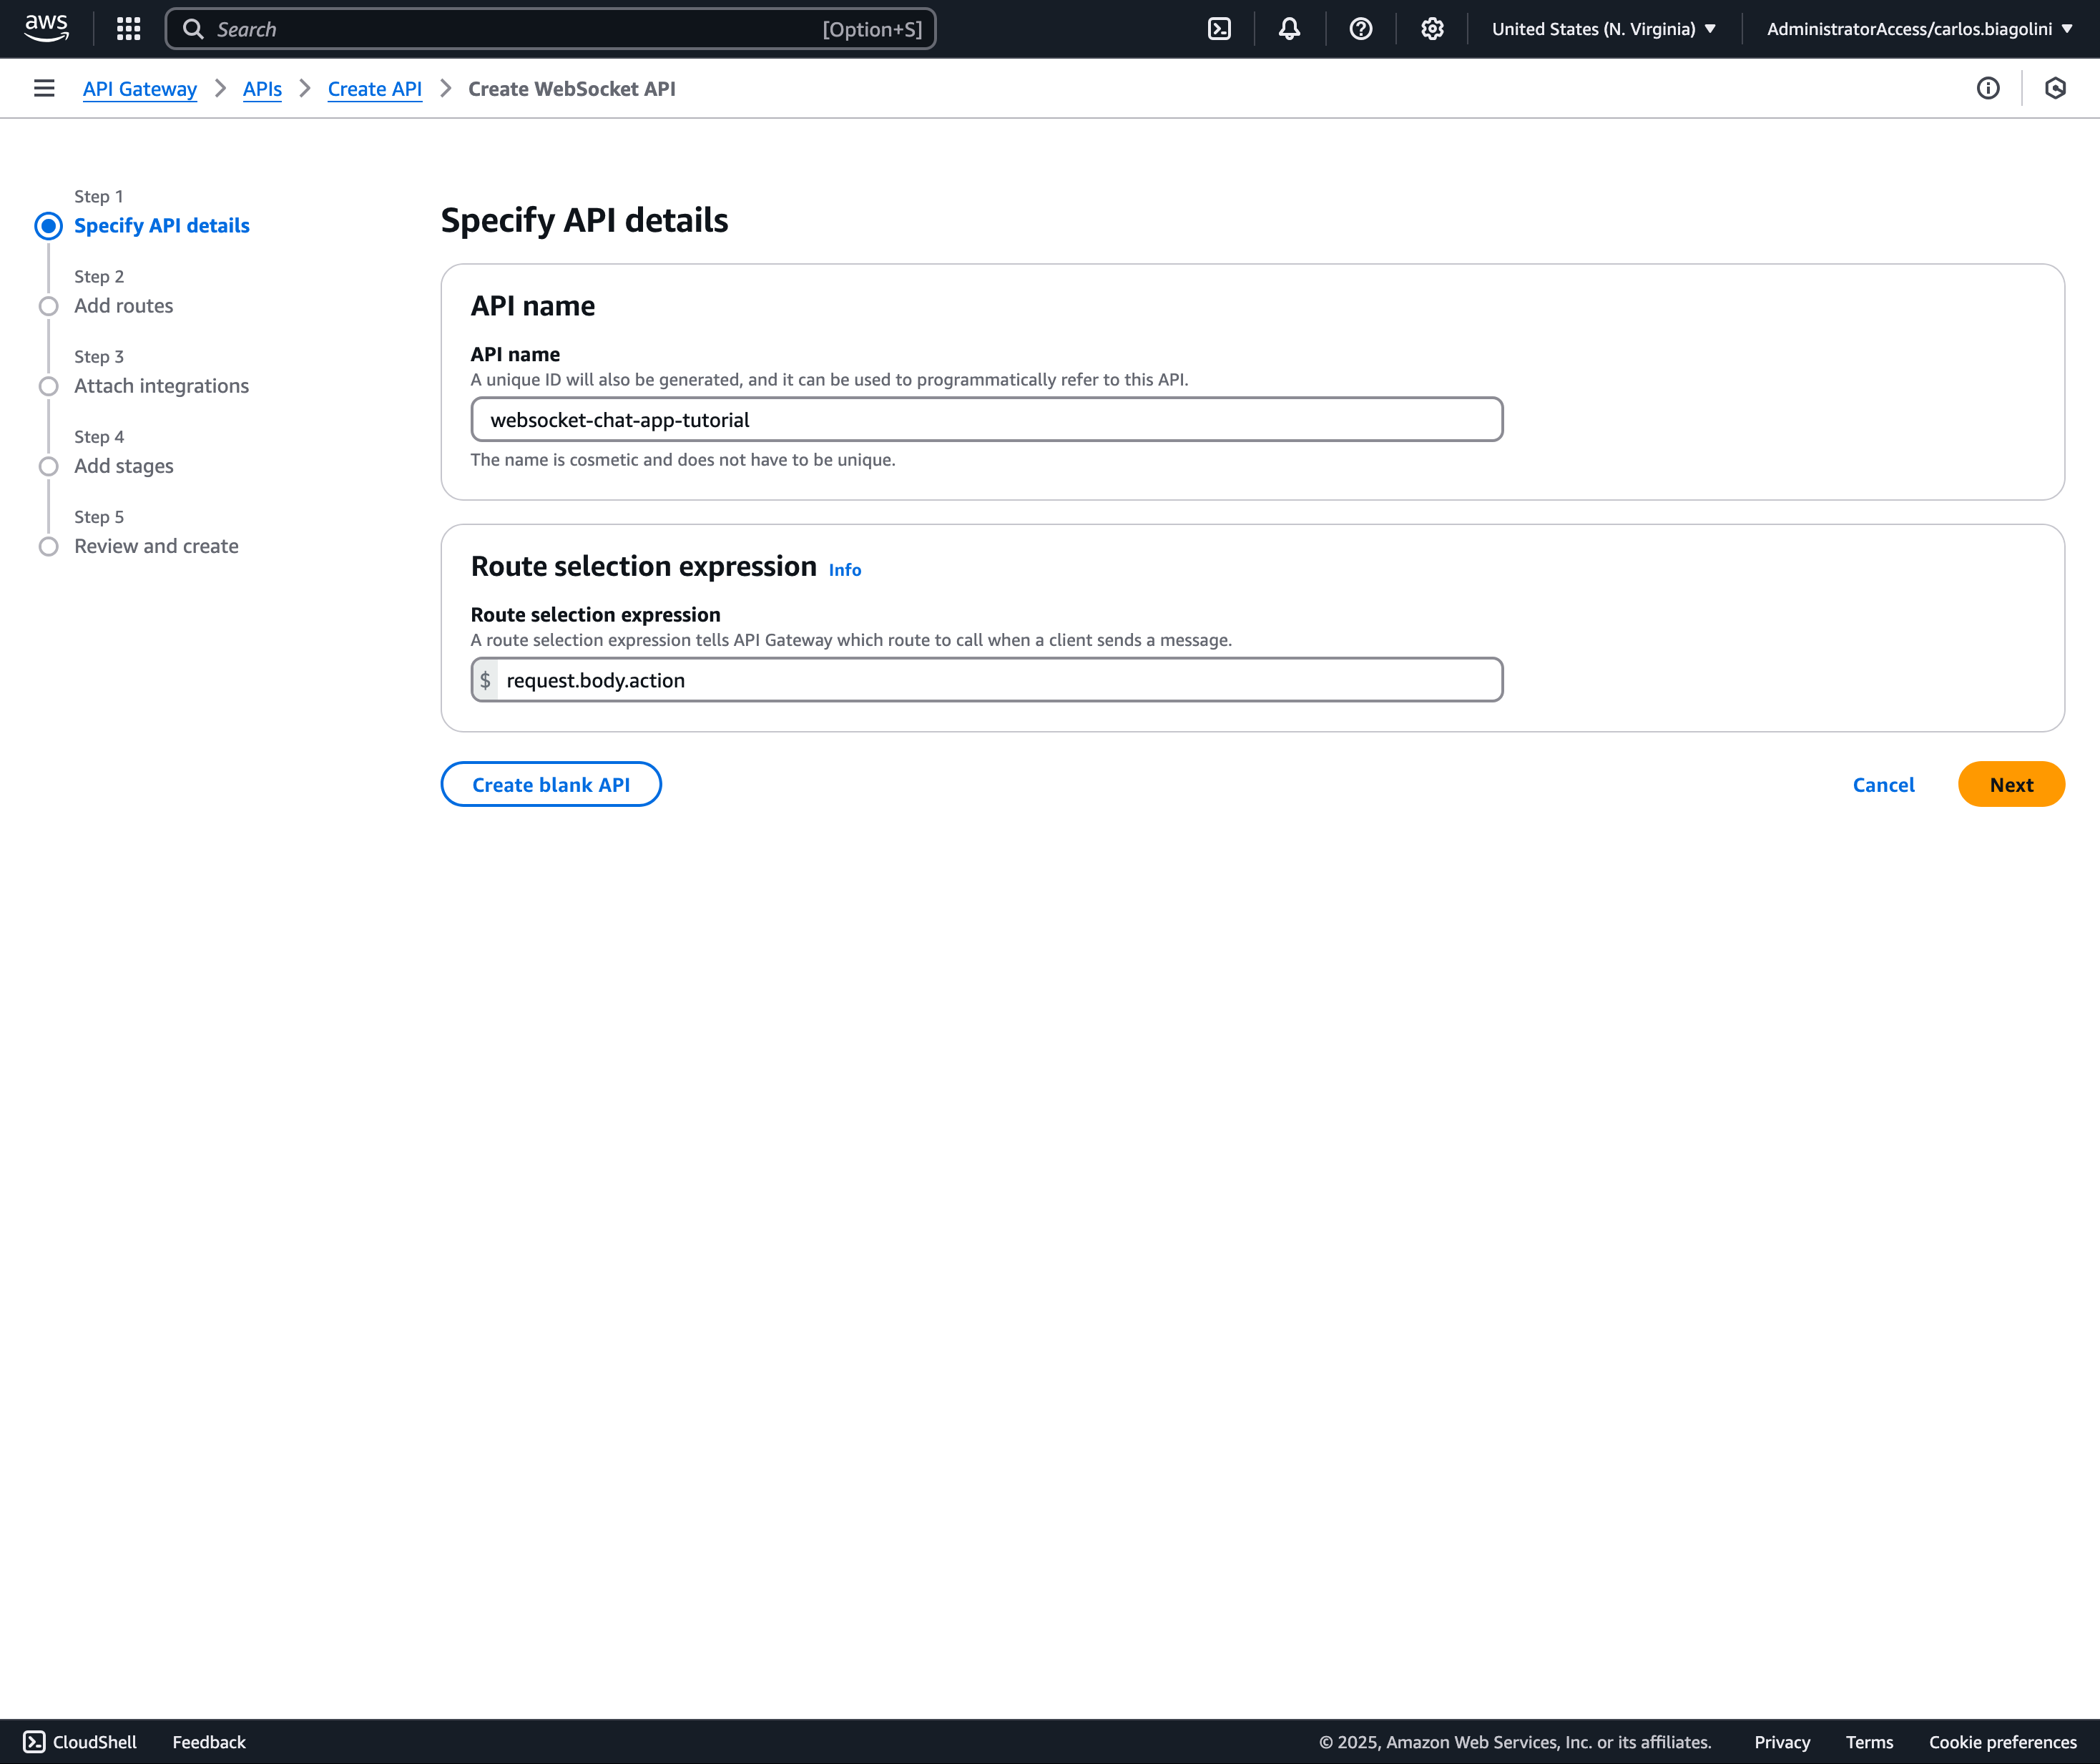 aws
Search [Option+S]
United States (N. Virginia)
AdministratorAccess/carlos.biagolini
API Gateway
APIs
Create API
Create WebSocket API
Step 1
Specify API details
Step 2
Add routes
Step 3
Attach integrations
Step 4
Add stages
Step 5
Review and create
Specify API details
API name
API name
A unique ID will also be generated, and it can be used to programmatically refer to this API.
websocket-chat-app-tutorial
The name is cosmetic and does not have to be unique.
Route selection expression Info
Route selection expression
A route selection expression tells API Gateway which route to call when a client sends a message.
$ request.body.action
Create blank API
Cancel
Next
CloudShell
Feedback
© 2025, Amazon Web Services, Inc. or its affiliates.
Privacy
Terms
Cookie preferences